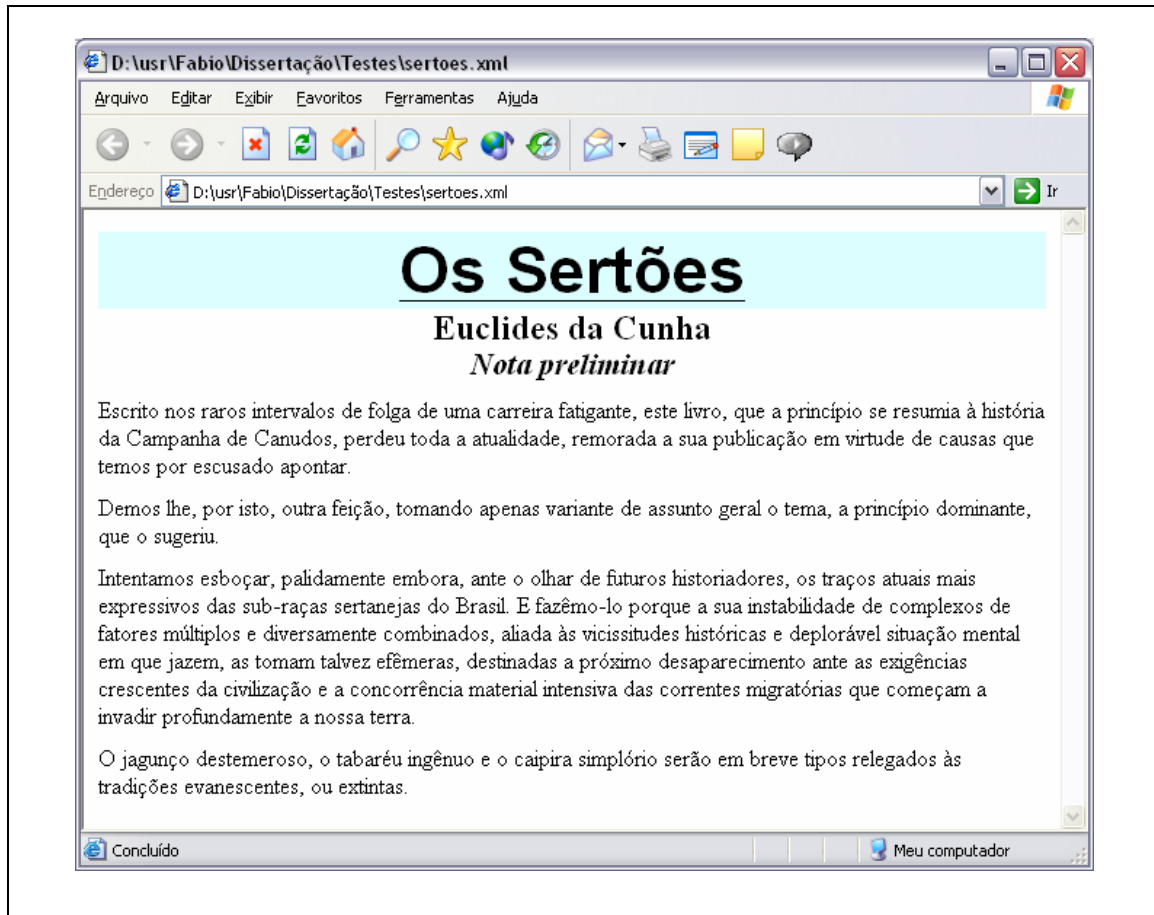 D:\usr\Fabio\Dissertação\Testes\sertoes.xml
Arquivo Editar Exibir Favoritos Ferramentas Ajuda
Endereço D:\usr\Fabio\Dissertação\Testes\sertoes.xml Ir
Os Sertões
Euclides da Cunha
Nota preliminar
Escrito nos raros intervalos de folga de uma carreira fatigante, este livro, que a princípio se resumia à história
da Campanha de Canudos, perdeu toda a atualidade, remorada a sua publicação em virtude de causas que
temos por escusado apontar.
Demos lhe, por isto, outra feição, tomando apenas variante de assunto geral o tema, a princípio dominante,
que o sugeriu.
Intentamos esboçar, palidamente embora, ante o olhar de futuros historiadores, os traços atuais mais
expressivos das sub-raças sertanejas do Brasil. E fazêmo-lo porque a sua instabilidade de complexos de
fatores múltiplos e diversamente combinados, aliada às vicissitudes históricas e deplorável situação mental
em que jazem, as tomam talvez efêmeras, destinadas a próximo desaparecimento ante as exigências
crescentes da civilização e a concorrência material intensiva das correntes migratórias que começam a
invadir profundamente a nossa terra.
O jagunço destemeroso, o tabaréu ingênuo e o caipira simplório serão em breve tipos relegados às
tradições evanescentes, ou extintas.
Concluído Meu computador